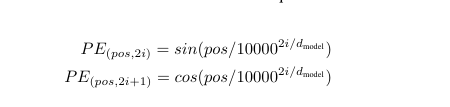 PE_{(pos,2i)} = sin(pos/10000^{2i/d_{model}})
PE_{(pos,2i+1)} = cos(pos/10000^{2i/d_{model}})